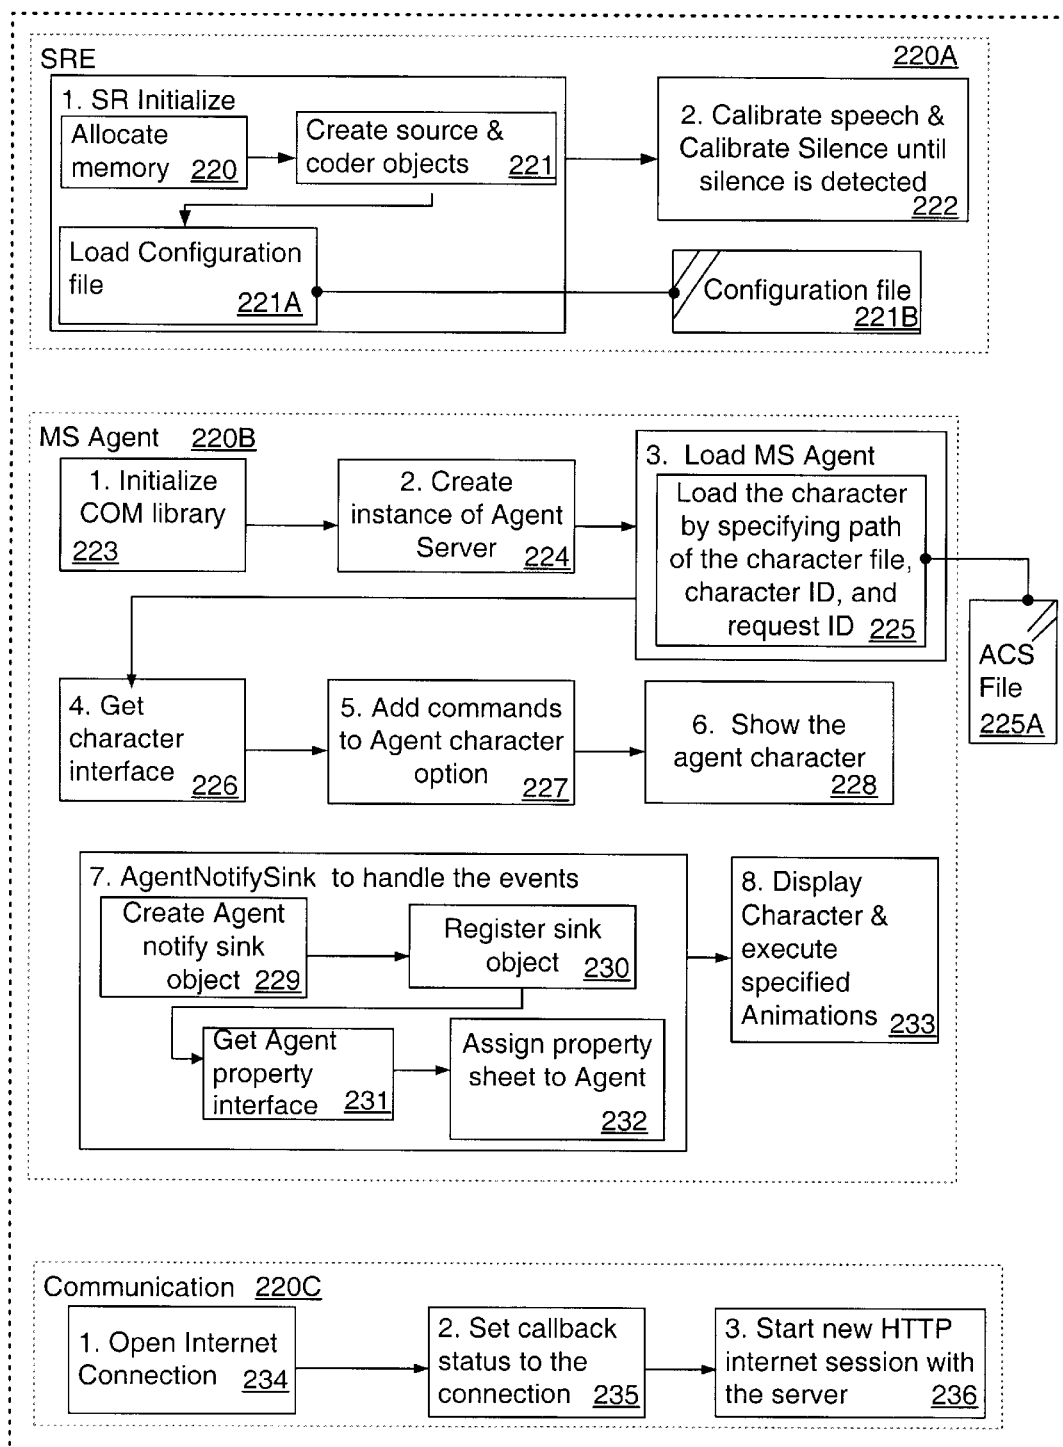 SRE
220A
1. SR Initialize
Allocate
memory 220
Create source &
coder objects 221
2. Calibrate speech &
Calibrate Silence until
silence is detected
222
Load Configuration
file
221A
Configuration file
221B
MS Agent 220B
1. Initialize
COM library
223
2. Create
instance of Agent
Server 224
3. Load MS Agent
Load the character
by specifying path
of the character file,
character ID, and
request ID 225
ACS
File
225A
4. Get
character
interface 226
5. Add commands
to Agent character
option 227
6. Show the
agent character
228
7. AgentNotifySink to handle the events
Create Agent
notify sink
object 229
Register sink
object 230
Get Agent
property
interface 231
Assign property
sheet to Agent
232
8. Display
Character &
execute
specified
Animations 233
Communication 220C
1. Open Internet
Connection 234
2. Set callback
status to the
connection 235
3. Start new HTTP
internet session with
the server 236